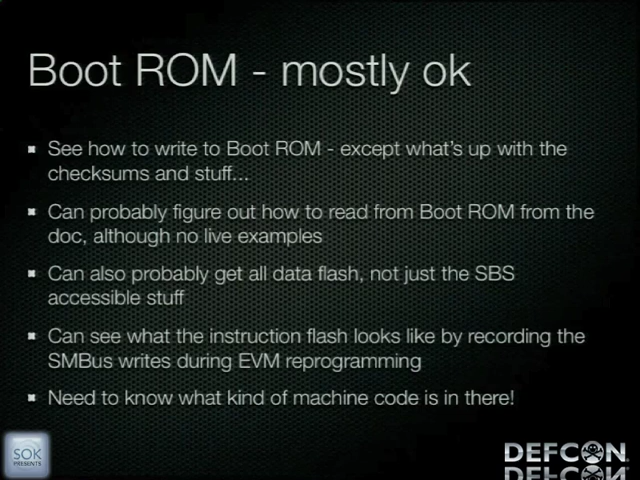 Boot ROM - mostly ok
See how to write to Boot ROM - except what's up with the
checksums and stuff...
Can probably figure out how to read from Boot ROM from the
doc, although no live examples
Can also probably get all data flash, not just the SBS
accessible stuff
Can see what the instruction flash looks like by recording the
SMBus writes during EVM reprogramming
Need to know what kind of machine code is in there!
SOK
PRESENTS
DEFCON